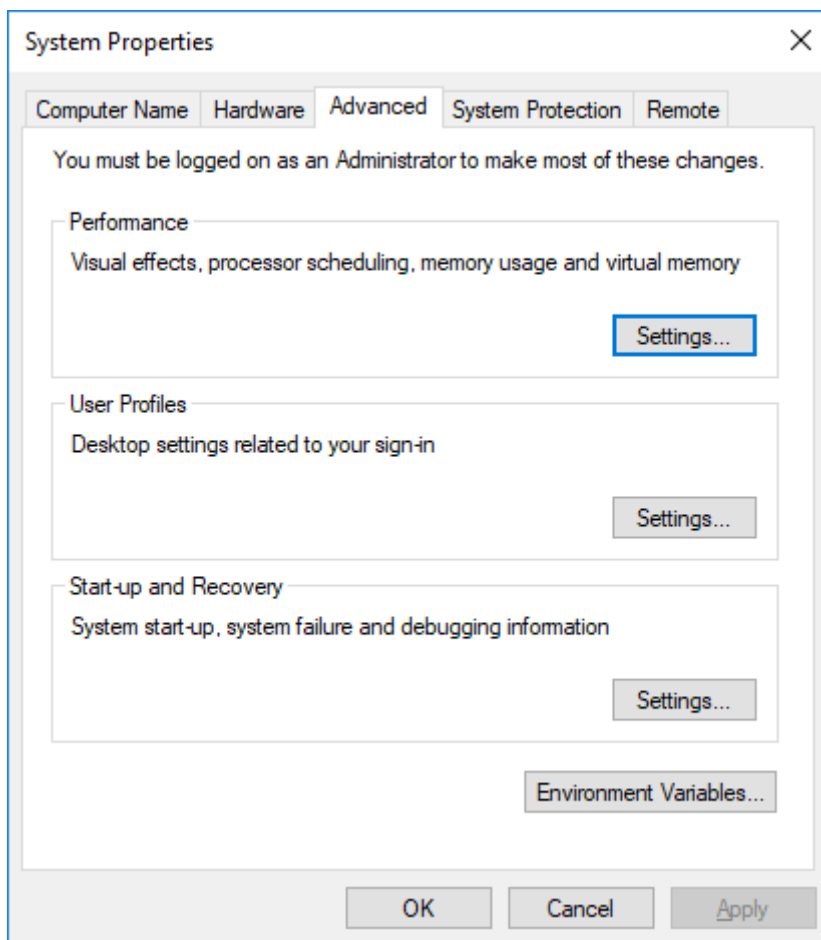 System Properties
Computer Name
Hardware
Advanced
System Protection
Remote
You must be logged on as an Administrator to make most of these changes.
Performance
Visual effects, processor scheduling, memory usage and virtual memory
Settings...
User Profiles
Desktop settings related to your sign-in
Settings...
Start-up and Recovery
System start-up, system failure and debugging information
Settings...
Environment Variables...
OK
Cancel
Apply